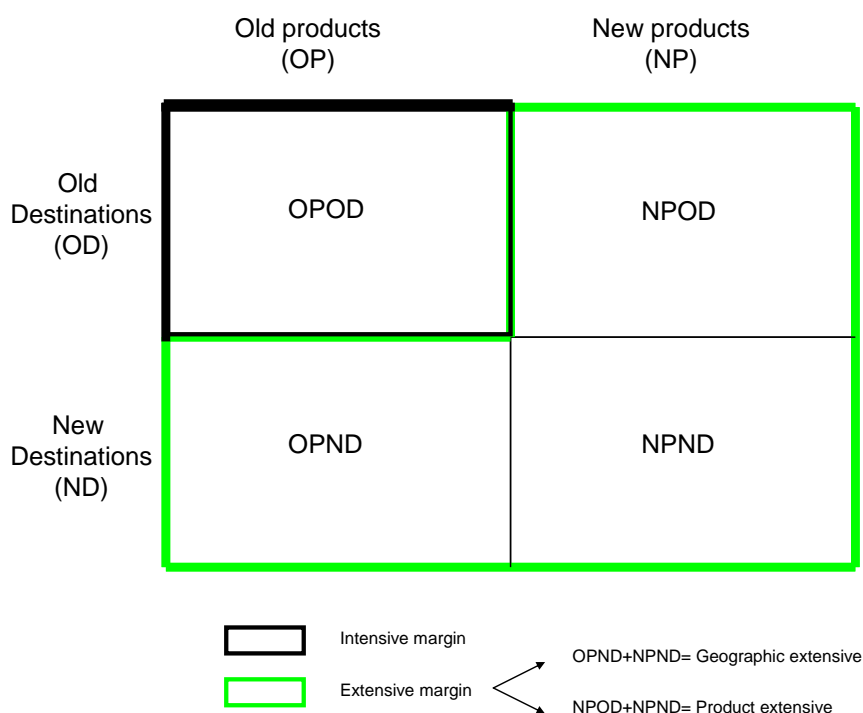 Old products
(OP)
New products
(NP)
Old
Destinations
(OD)
OPOD
NPOD
New
Destinations
(ND)
OPND
NPND
Intensive margin
Extensive margin
OPND+NPND= Geographic extensive
NPOD+NPND= Product extensive